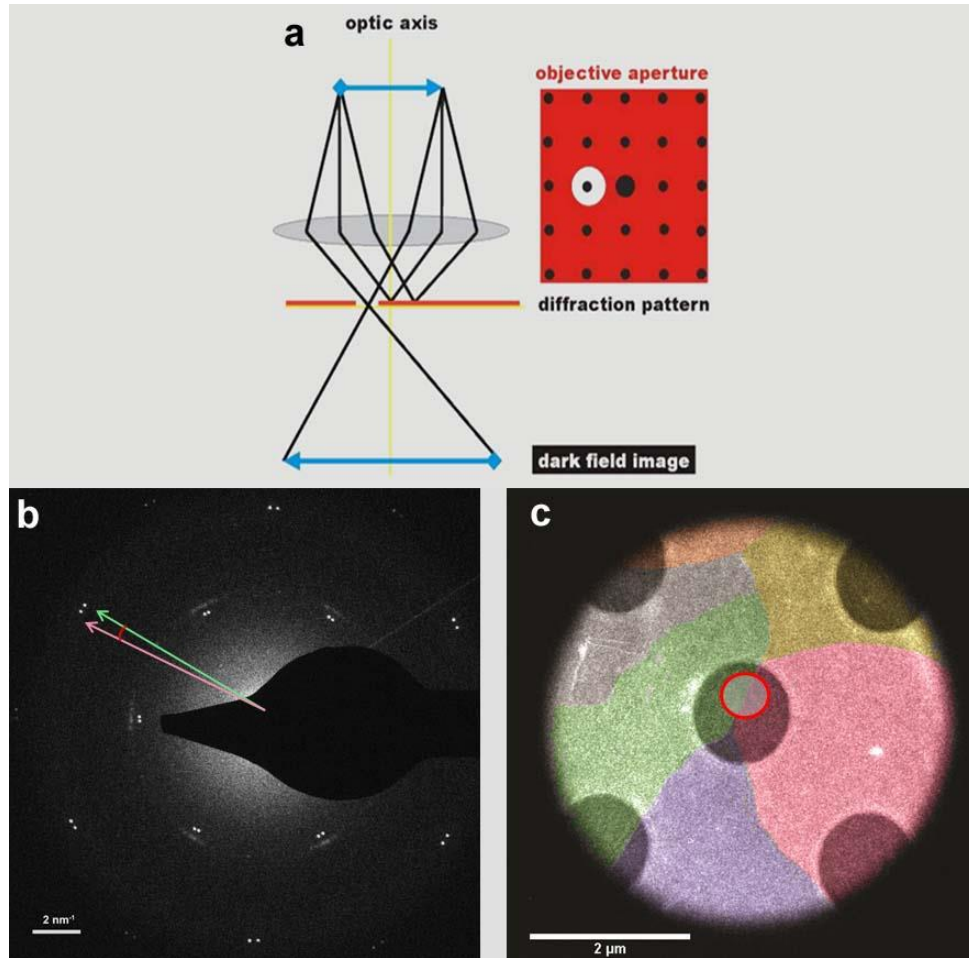 a
optic axis
objective aperture
diffraction pattern
dark field image
b
2 nm⁻¹
c
2 µm